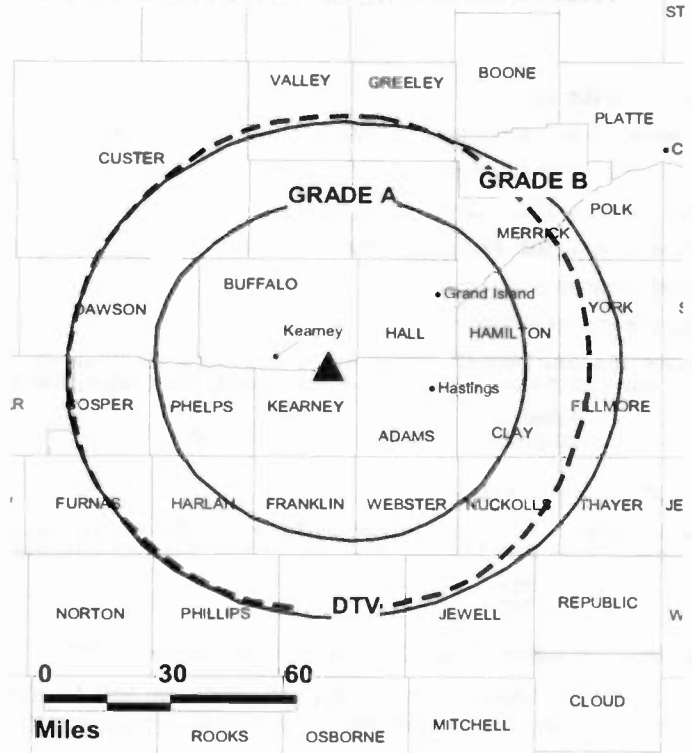 ST
VALLEY
GREELEY
BOONE
PLATTE
C
CUSTER
GRADE B
GRADE A
POLK
MERRICK
BUFFALO
Grand Island
DAWSON
YORK
S
Kearney
HALL
HAMILTON
Hastings
R
GOSPER
PHELPS
KEARNEY
FILLMORE
ADAMS
CLAY
FURNAS
HARLAN
FRANKLIN
WEBSTER
NUCKOLLS
THAYER
JE
DTV
REPUBLIC
NORTON
PHILLIPS
JEWELL
W
0 30 60
CLOUD
Miles
ROOKS
OSBORNE
MITCHELL